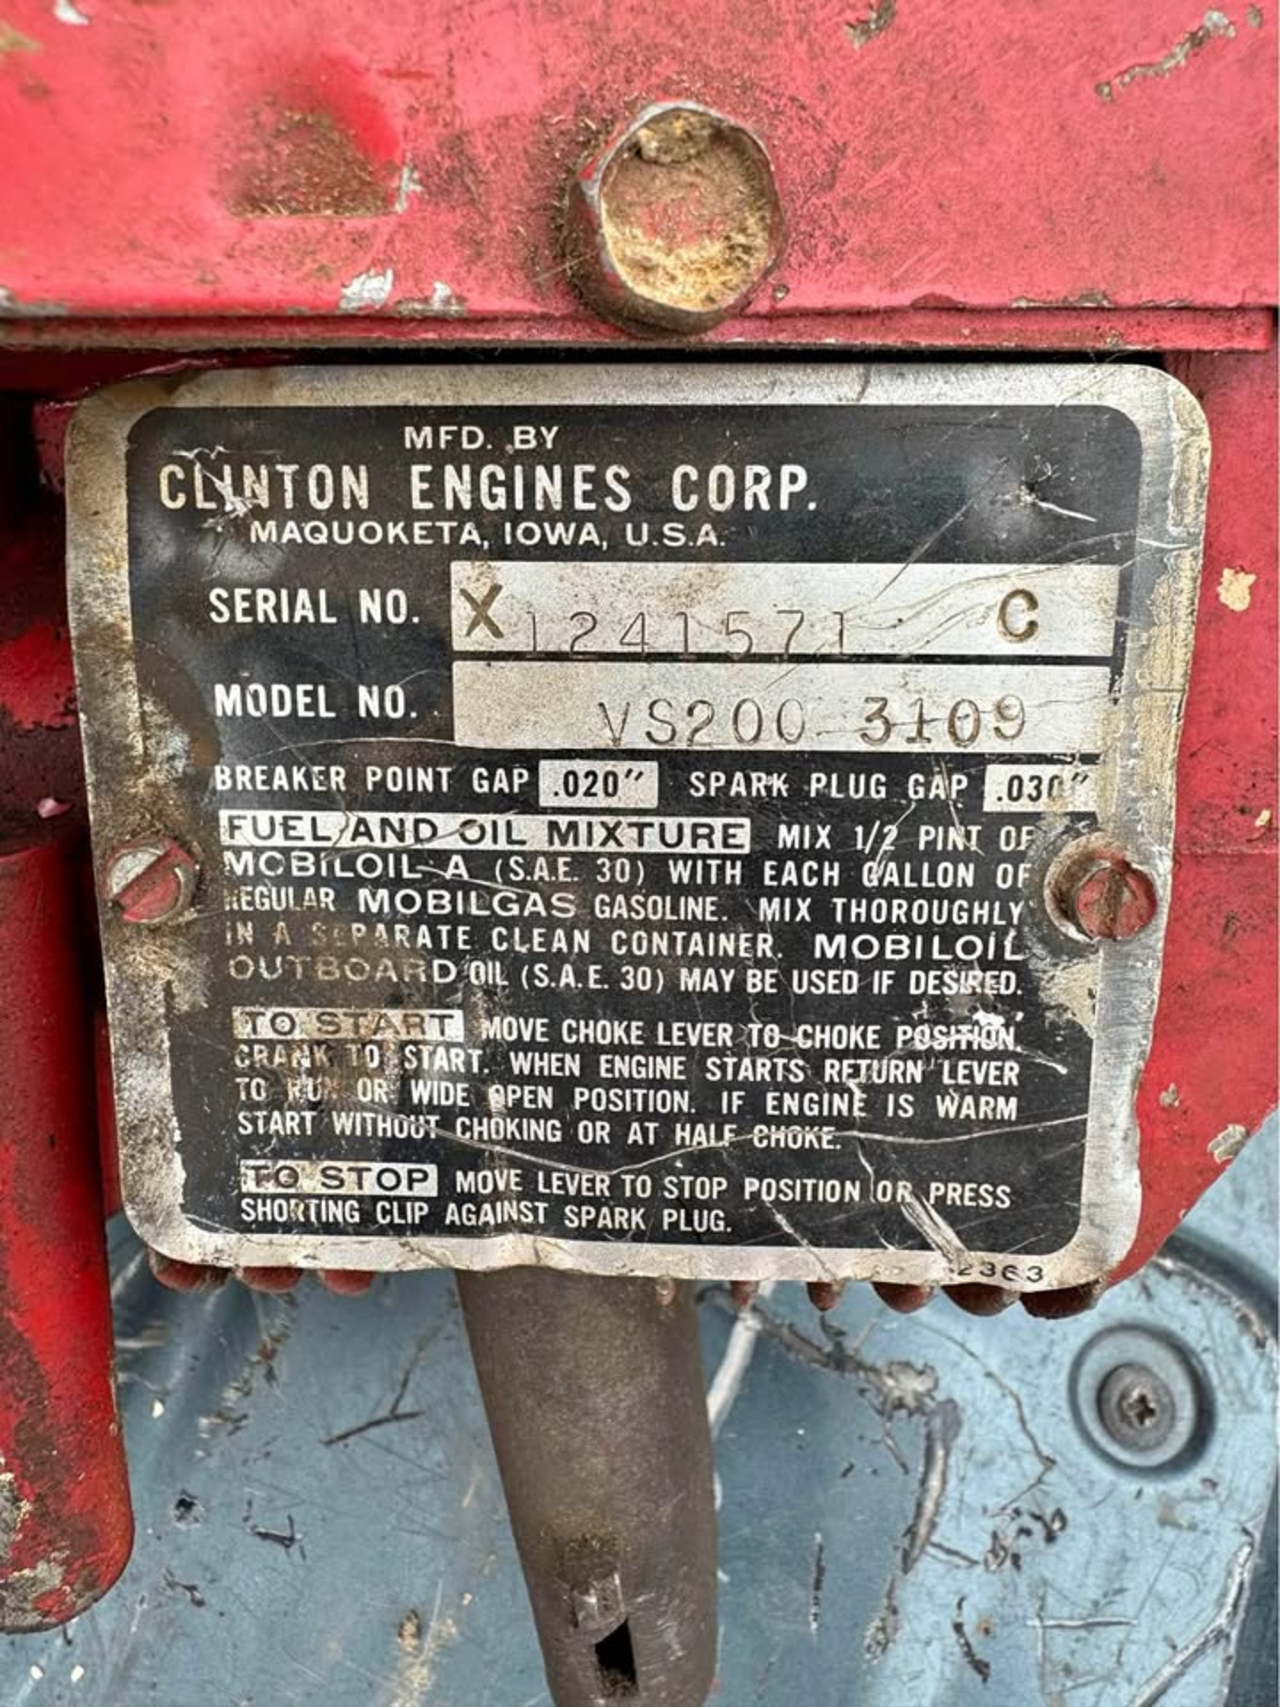 MFD. BY
CLINTON ENGINES CORP.
MAQUOKETA, IOWA, U.S.A.
SERIAL NO. X 1241571 C
MODEL NO. VS200 3109
BREAKER POINT GAP .020" SPARK PLUG GAP .030"
FUEL AND OIL MIXTURE MIX 1/2 PINT OF
MOBILOIL A (S.A.E. 30) WITH EACH GALLON OF
REGULAR MOBILGAS GASOLINE. MIX THOROUGHLY
IN A SEPARATE CLEAN CONTAINER. MOBILOIL
OUTBOARD OIL (S.A.E. 30) MAY BE USED IF DESIRED.
TO START MOVE CHOKE LEVER TO CHOKE POSITION.
CRANK TO START. WHEN ENGINE STARTS RETURN LEVER
TO RUN OR WIDE OPEN POSITION. IF ENGINE IS WARM
START WITHOUT CHOKING OR AT HALF CHOKE.
TO STOP MOVE LEVER TO STOP POSITION OR PRESS
SHORTING CLIP AGAINST SPARK PLUG.
2363